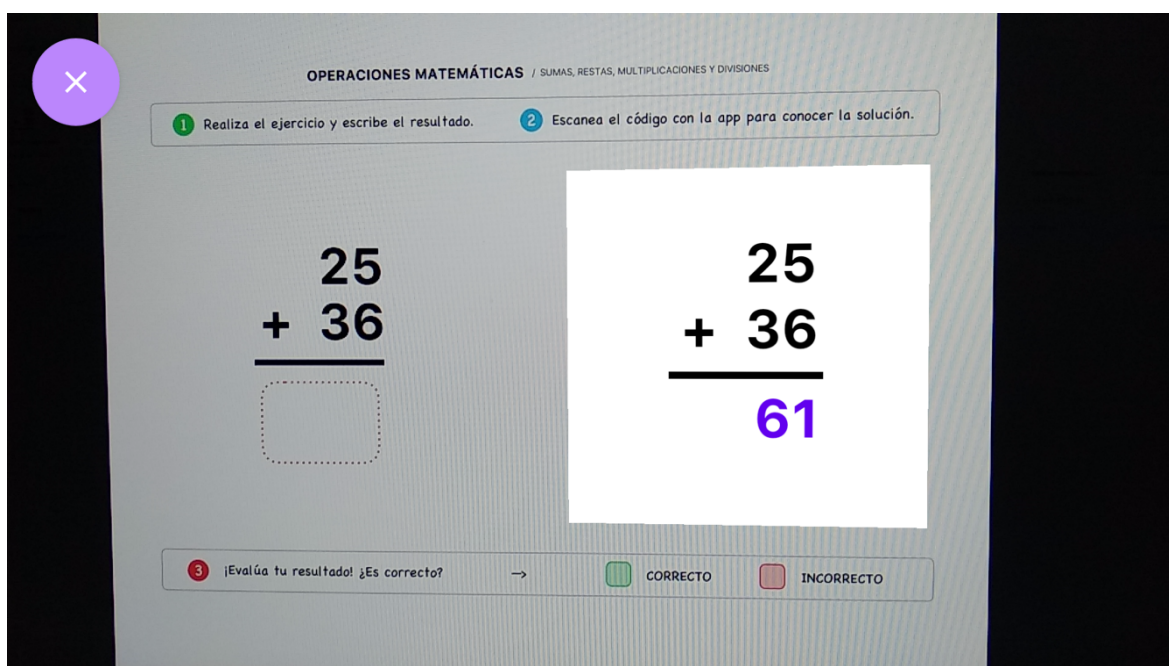 OPERACIONES MATEMÁTICAS / SUMAS, RESTAS, MULTIPLICACIONES Y DIVISIONES
1 Realiza el ejercicio y escribe el resultado.
2 Escanea el código con la app para conocer la solución.
25
+ 36
25
+ 36
61
3 ¡Evalúa tu resultado! ¿Es correcto? → CORRECTO INCORRECTO